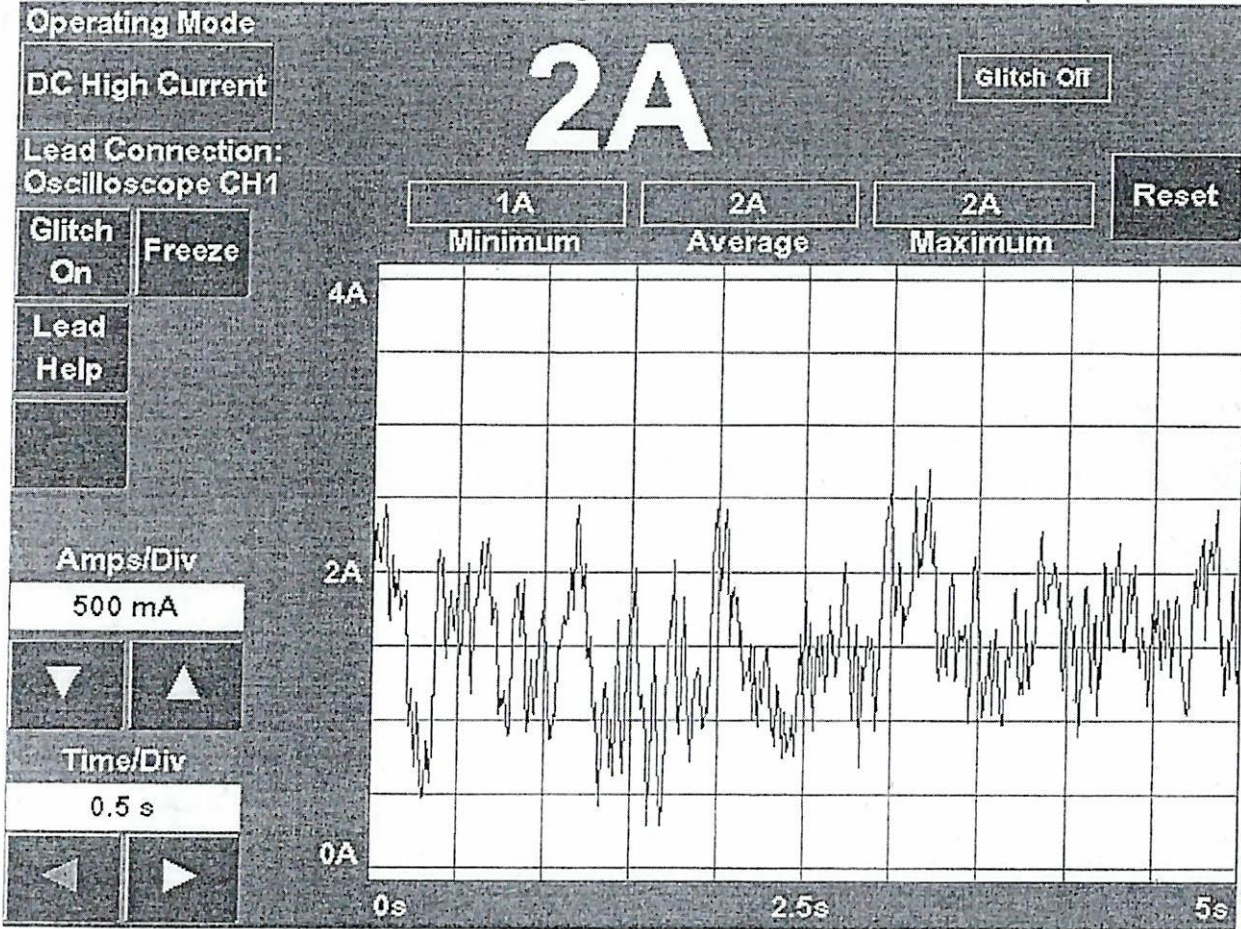 Operating Mode
DC High Current
Lead Connection:
Oscilloscope CH1
Glitch
On
Freeze
Lead
Help
Amps/Div
500 mA
Time/Div
0.5 s
2A
Glitch Off
1A
Minimum
2A
Average
2A
Maximum
Reset
4A
2A
0A
0s
2.5s
5s